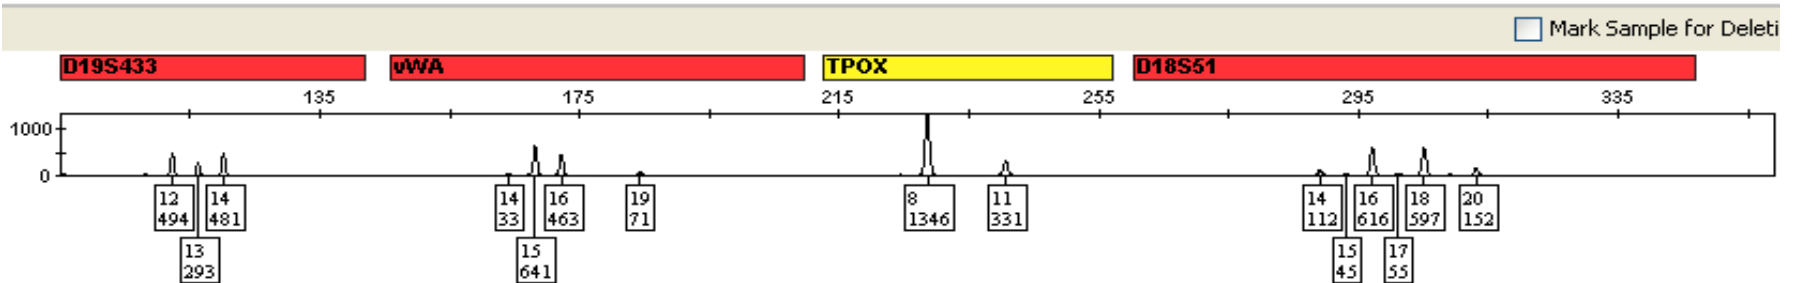 Mark Sample for Deleti
D19S433 vWA TPOX D18S51
135 175 215 255 295 335
1000
0
12 14 14 16 19 8 11 14 16 18 20
494 481 33 463 71 1346 331 112 616 597 152
13 15 15 17
293 641 45 55